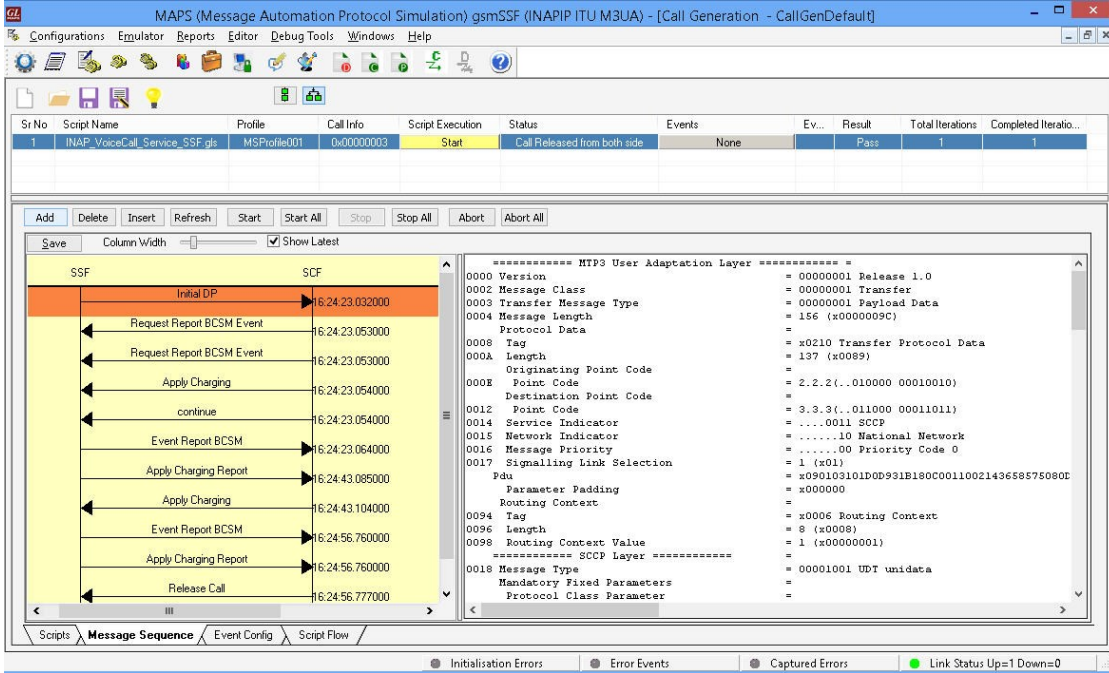 GL
MAPS (Message Automation Protocol Simulation) gsmSSF (INAPIP ITU M3UA) - [Call Generation - CallGenDefault]
Configurations Emulator Reports Editor Debug Tools Windows Help
Sr No Script Name Profile Call Info Script Execution Status Events Ev... Result Total Iterations Completed Iteratio...
1 INAP_VoiceCall_Service_SSF.gls MSProfile001 0x00000003 Start Call Released from both side None Pass 1 1
Add Delete Insert Refresh Start Start All Stop Stop All Abort Abort All
Save Column Width Show Latest
SSF SCF
Initial DP 16:24:23.032000
Request Report BCSM Event 16:24:23.053000
Request Report BCSM Event 16:24:23.053000
Apply Charging 16:24:23.054000
continue 16:24:23.054000
Event Report BCSM 16:24:23.064000
Apply Charging Report 16:24:43.085000
Apply Charging 16:24:43.104000
Event Report BCSM 16:24:56.760000
Apply Charging Report 16:24:56.760000
Release Call 16:24:56.777000
============ MTP3 User Adaptation Layer ============ =
0000 Version = 00000001 Release 1.0
0002 Message Class = 00000001 Transfer
0003 Transfer Message Type = 00000001 Payload Data
0004 Message Length = 156 (x0000009C)
Protocol Data =
0008 Tag = x0210 Transfer Protocol Data
000A Length = 137 (x0089)
Originating Point Code =
000E Point Code = 2.2.2(..010000 00010010)
Destination Point Code =
0012 Point Code = 3.3.3(..011000 00011011)
0014 Service Indicator = ....0011 SCCP
0015 Network Indicator = ......10 National Network
0016 Message Priority = ......00 Priority Code 0
0017 Signalling Link Selection = 1 (x01)
Pdu = x090103101D0D931B180C0011002143658575080D
Parameter Padding = x000000
Routing Context =
0094 Tag = x0006 Routing Context
0096 Length = 8 (x0008)
0098 Routing Context Value = 1 (x00000001)
============ SCCP Layer ============ =
0018 Message Type = 00001001 UDT unidata
Mandatory Fixed Parameters =
Protocol Class Parameter =
Scripts Message Sequence Event Config Script Flow
Initialisation Errors Error Events Captured Errors Link Status Up=1 Down=0